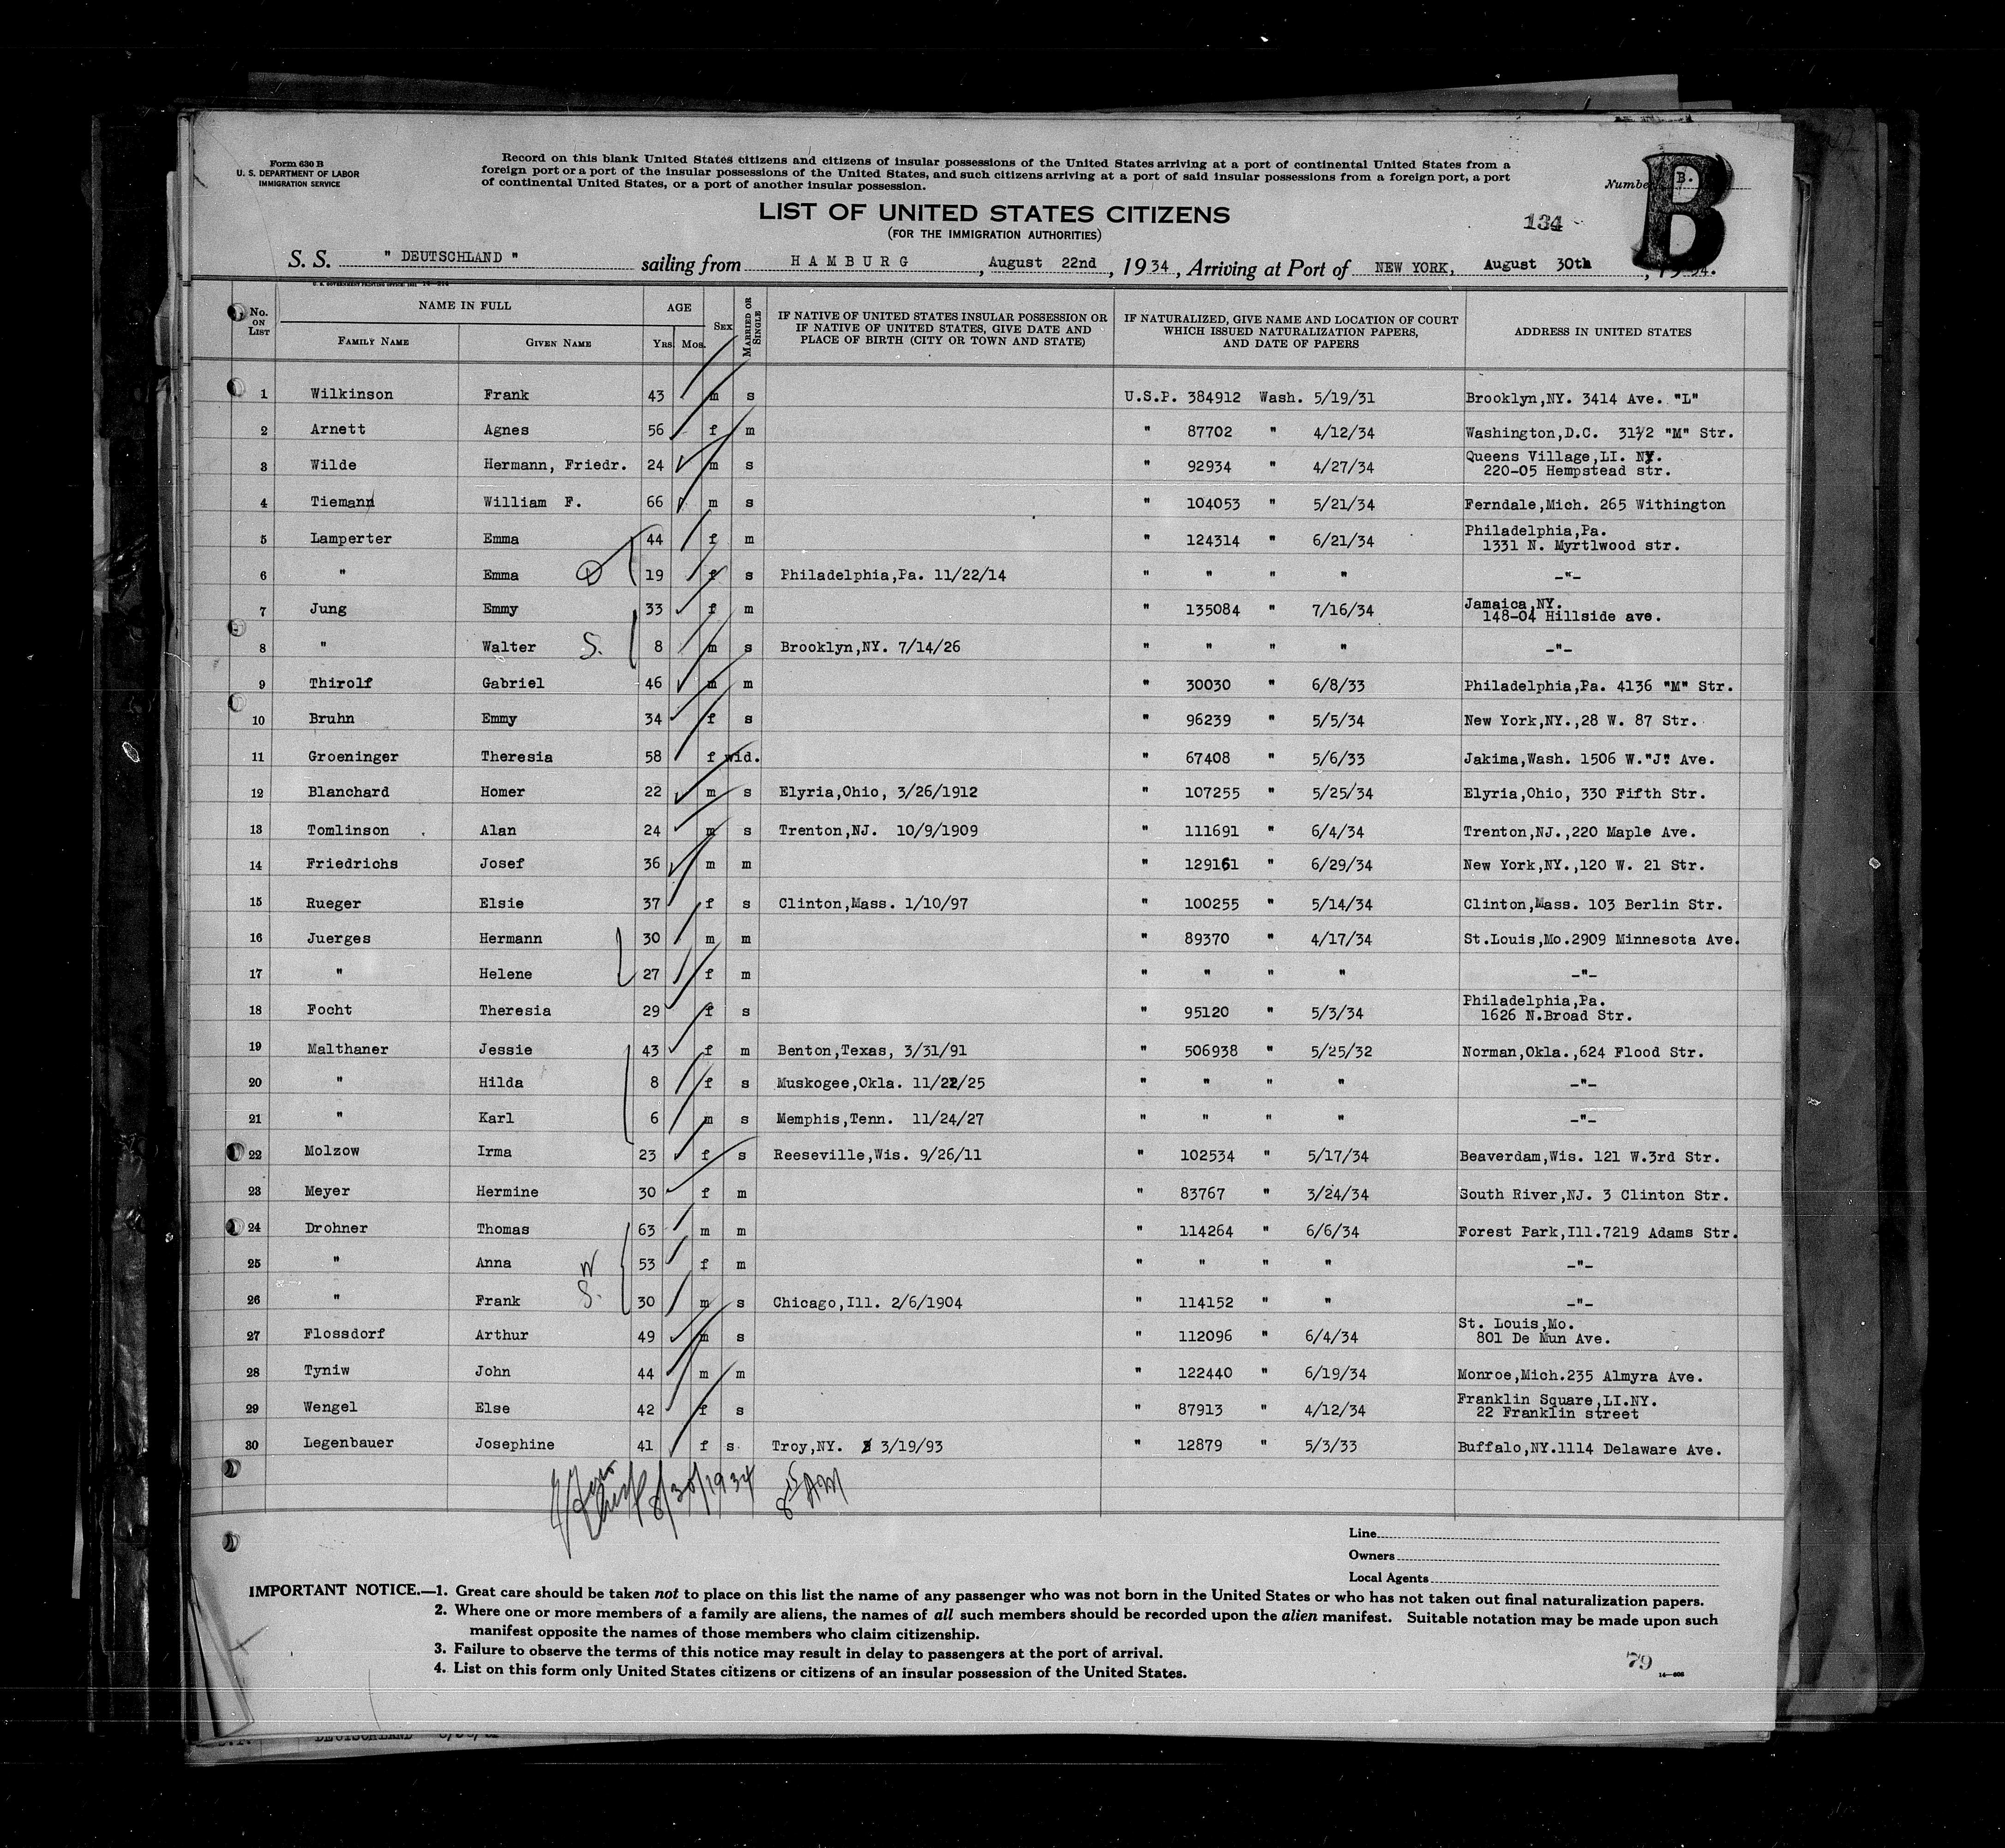 Form 630 B
U. S. DEPARTMENT OF LABOR
IMMIGRATION SERVICE
Record on this blank United States citizens and citizens of insular possessions of the United States arriving at a port of continental United States from a
foreign port or a port of the insular possessions of the United States, and such citizens arriving at a port of said insular possessions from a foreign port, a port
of continental United States, or a port of another insular possession.
Number B.
B
LIST OF UNITED STATES CITIZENS
(FOR THE IMMIGRATION AUTHORITIES)
134
S. S. " DEUTSCHLAND " sailing from HAMBURG, August 22nd, 1934, Arriving at Port of NEW YORK, August 30th, 1934.
No. ON LIST
NAME IN FULL
FAMILY NAME GIVEN NAME
AGE
Yrs. Mos.
SEX
MARRIED OR SINGLE
IF NATIVE OF UNITED STATES INSULAR POSSESSION OR
IF NATIVE OF UNITED STATES, GIVE DATE AND
PLACE OF BIRTH (CITY OR TOWN AND STATE)
IF NATURALIZED, GIVE NAME AND LOCATION OF COURT
WHICH ISSUED NATURALIZATION PAPERS,
AND DATE OF PAPERS
ADDRESS IN UNITED STATES
1 Wilkinson Frank 43 m s U.S.P. 384912 Wash. 5/19/31 Brooklyn,NY. 3414 Ave. "L"
2 Arnett Agnes 56 f m " 87702 " 4/12/34 Washington,D.C. 31½2 "M" Str.
3 Wilde Hermann, Friedr. 24 m s " 92934 " 4/27/34 Queens Village,LI. NY.
220-05 Hempstead str.
4 Tiemann William F. 66 m s " 104053 " 5/21/34 Ferndale,Mich. 265 Withington
5 Lamperter Emma 44 f m " 124314 " 6/21/34 Philadelphia,Pa.
1331 N. Myrtlwood str.
6 " Emma D 19 f s Philadelphia,Pa. 11/22/14 " " " " -"-
7 Jung Emmy 33 f m " 135084 " 7/16/34 Jamaica,NY.
148-04 Hillside ave.
8 " Walter S. 8 m s Brooklyn,NY. 7/14/26 " " " " -"-
9 Thirolf Gabriel 46 m m " 30030 " 6/8/33 Philadelphia,Pa. 4136 "M" Str.
10 Bruhn Emmy 34 f s " 96239 " 5/5/34 New York,NY.,28 W. 87 Str.
11 Groeninger Theresia 58 f wid. " 67408 " 5/6/33 Jakima,Wash. 1506 W."J" Ave.
12 Blanchard Homer 22 m s Elyria,Ohio, 3/26/1912 " 107255 " 5/25/34 Elyria,Ohio, 330 Fifth Str.
13 Tomlinson Alan 24 m s Trenton,NJ. 10/9/1909 " 111691 " 6/4/34 Trenton,NJ.,220 Maple Ave.
14 Friedrichs Josef 36 m m " 129161 " 6/29/34 New York,NY.,120 W. 21 Str.
15 Rueger Elsie 37 f s Clinton,Mass. 1/10/97 " 100255 " 5/14/34 Clinton,Mass. 103 Berlin Str.
16 Juerges Hermann 30 m m " 89370 " 4/17/34 St.Louis,Mo.2909 Minnesota Ave.
17 " Helene 27 f m " " " " -"-
18 Focht Theresia 29 f s " 95120 " 5/3/34 Philadelphia,Pa.
1626 N.Broad Str.
19 Malthaner Jessie 43 f m Benton,Texas, 3/31/91 " 506938 " 5/25/32 Norman,Okla.,624 Flood Str.
20 " Hilda 8 f s Muskogee,Okla. 11/22/25 " " " " -"-
21 " Karl 6 m s Memphis,Tenn. 11/24/27 " " " " -"-
22 Molzow Irma 23 f s Reeseville,Wis. 9/26/11 " 102534 " 5/17/34 Beaverdam,Wis. 121 W.3rd Str.
23 Meyer Hermine 30 f m " 83767 " 3/24/34 South River,NJ. 3 Clinton Str.
24 Drohner Thomas 63 m m " 114264 " 6/6/34 Forest Park,Ill.7219 Adams Str.
25 " Anna W 53 f m " " " " -"-
26 " Frank S. 30 m s Chicago,Ill. 2/6/1904 " 114152 " " -"-
27 Flossdorf Arthur 49 m s " 112096 " 6/4/34 St. Louis,Mo.
801 De Mun Ave.
28 Tyniw John 44 m m " 122440 " 6/19/34 Monroe,Mich.235 Almyra Ave.
29 Wengel Else 42 f s " 87913 " 4/12/34 Franklin Square,LI.NY.
22 Franklin street
30 Legenbauer Josephine 41 f s. Troy,NY. 3/19/93 " 12879 " 5/3/33 Buffalo,NY.1114 Delaware Ave.
8/30/1934 8 15 AM
Line
Owners
Local Agents
IMPORTANT NOTICE.—1. Great care should be taken not to place on this list the name of any passenger who was not born in the United States or who has not taken out final naturalization papers.
2. Where one or more members of a family are aliens, the names of all such members should be recorded upon the alien manifest. Suitable notation may be made upon such
manifest opposite the names of those members who claim citizenship.
3. Failure to observe the terms of this notice may result in delay to passengers at the port of arrival.
4. List on this form only United States citizens or citizens of an insular possession of the United States.
79